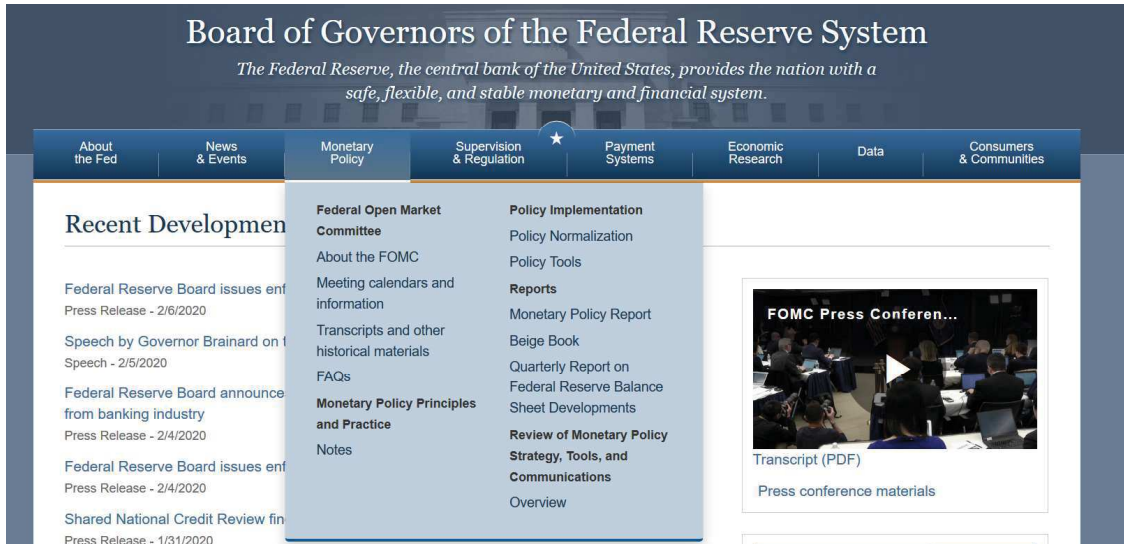 Board of Governors of the Federal Reserve System
The Federal Reserve, the central bank of the United States, provides the nation with a
safe, flexible, and stable monetary and financial system.
About
the Fed
News
& Events
Monetary
Policy
Supervision
& Regulation
Payment
Systems
Economic
Research
Data
Consumers
& Communities
Recent Developmen
Federal Reserve Board issues enf
Press Release - 2/6/2020
Speech by Governor Brainard on t
Speech - 2/5/2020
Federal Reserve Board announce
from banking industry
Press Release - 2/4/2020
Federal Reserve Board issues enf
Press Release - 2/4/2020
Shared National Credit Review fin
Press Release - 1/31/2020
Federal Open Market
Committee
About the FOMC
Meeting calendars and
information
Transcripts and other
historical materials
FAQs
Monetary Policy Principles
and Practice
Notes
Policy Implementation
Policy Normalization
Policy Tools
Reports
Monetary Policy Report
Beige Book
Quarterly Report on
Federal Reserve Balance
Sheet Developments
Review of Monetary Policy
Strategy, Tools, and
Communications
Overview
FOMC Press Conferen...
Transcript (PDF)
Press conference materials